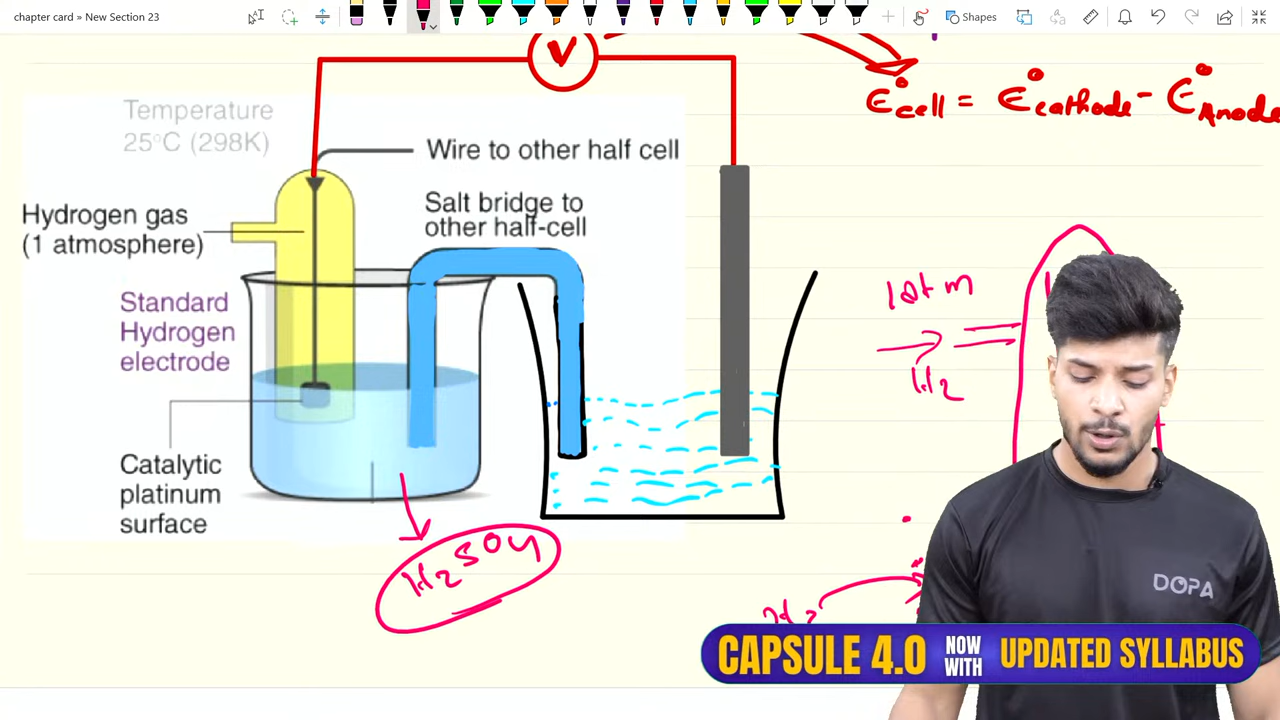 chapter card » New Section 23
Shapes
V
E°cell = E°cathode - E°Anode
Temperature
25°C (298K)
Wire to other half cell
Salt bridge to
other half-cell
Hydrogen gas
(1 atmosphere)
Standard
Hydrogen
electrode
1atm
H2
Catalytic
platinum
surface
H2SO4
H2
DOPA
CAPSULE 4.0 NOW WITH UPDATED SYLLABUS